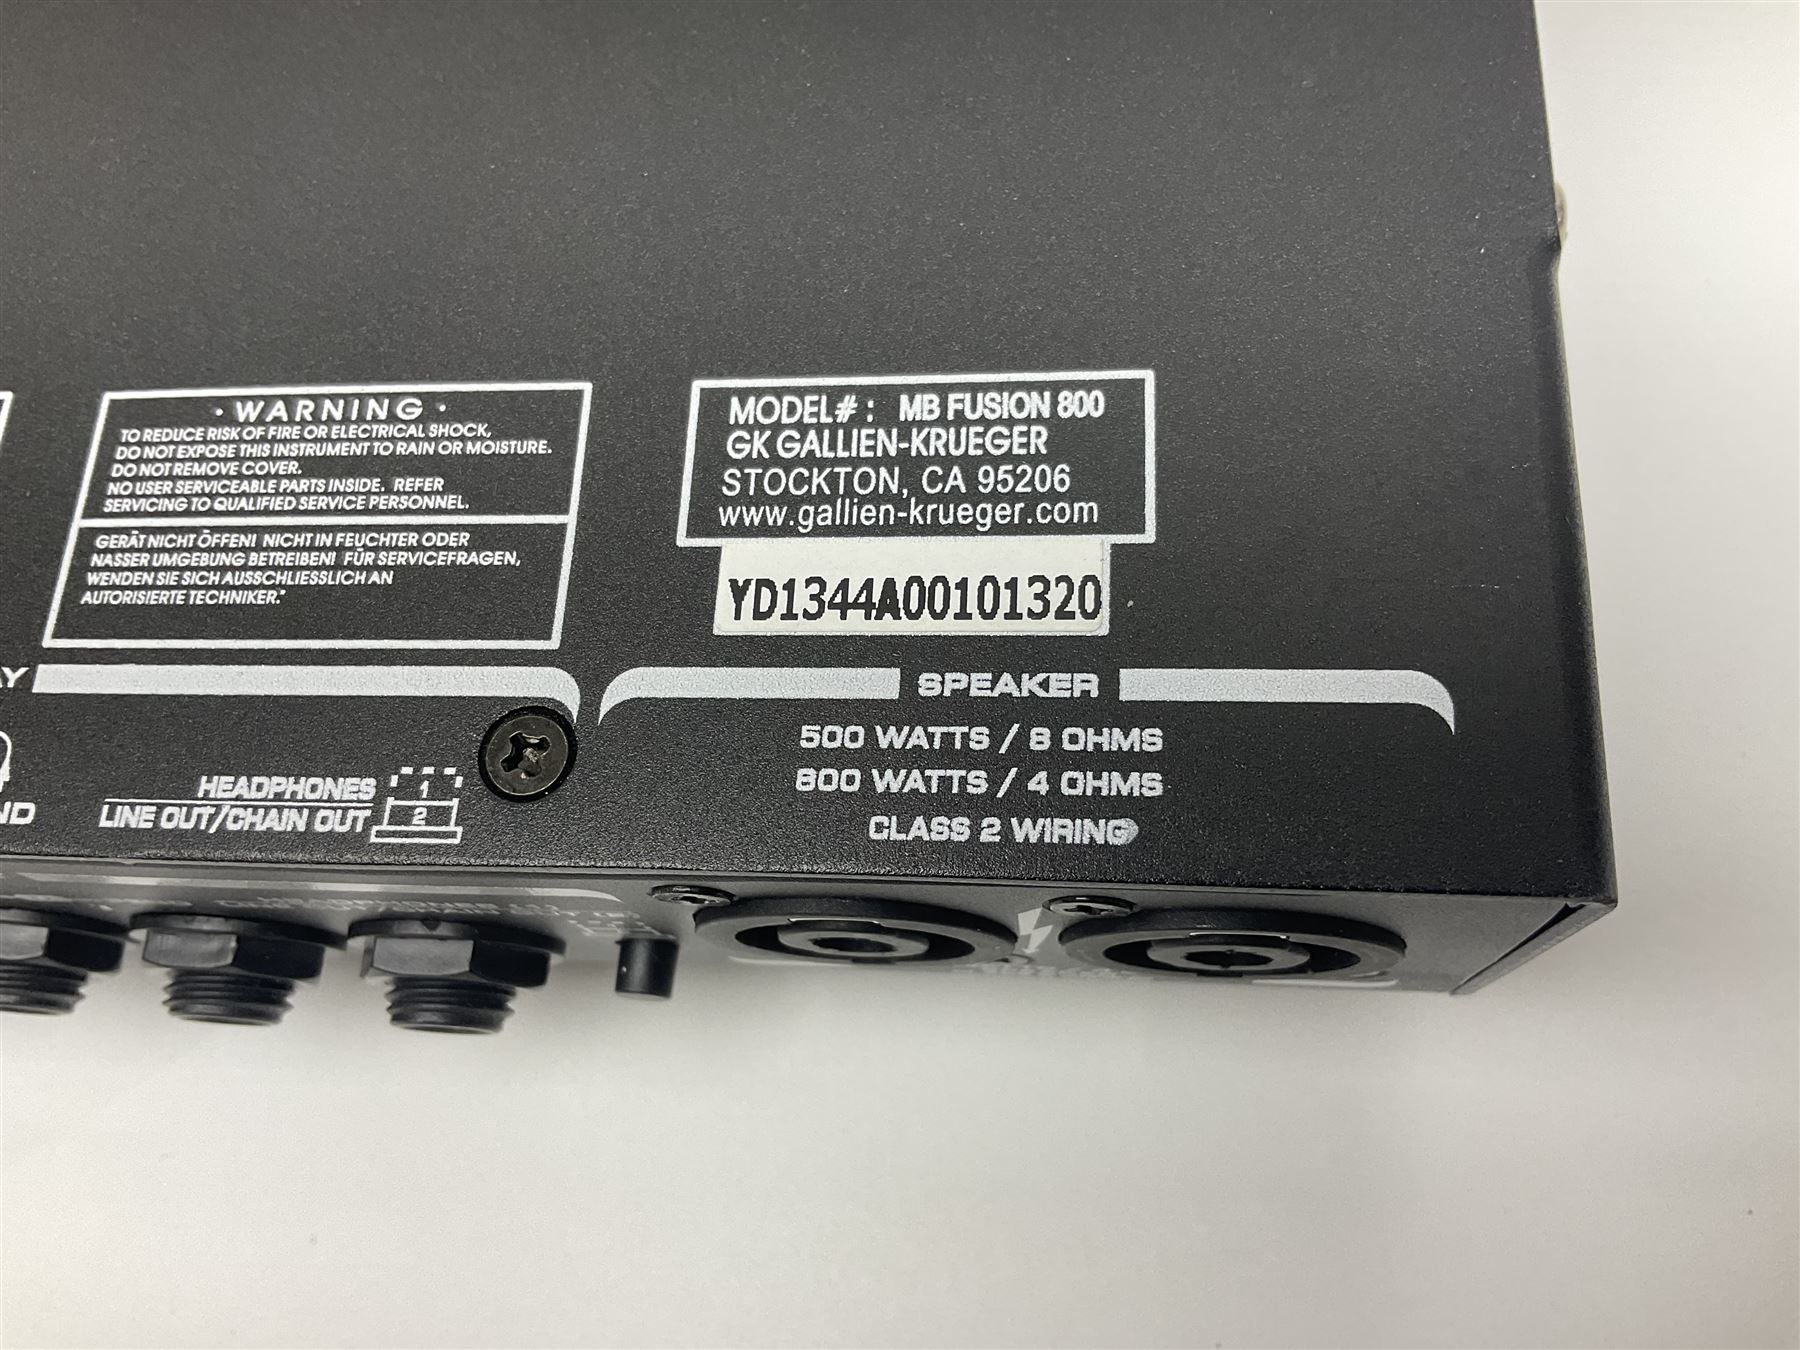 · WARNING ·
TO REDUCE RISK OF FIRE OR ELECTRICAL SHOCK,
DO NOT EXPOSE THIS INSTRUMENT TO RAIN OR MOISTURE.
DO NOT REMOVE COVER.
NO USER SERVICEABLE PARTS INSIDE. REFER
SERVICING TO QUALIFIED SERVICE PERSONNEL.
GERÄT NICHT ÖFFEN! NICHT IN FEUCHTER ODER
NASSER UMGEBUNG BETREIBEN! FÜR SERVICEFRAGEN,
WENDEN SIE SICH AUSSCHLIESSLICH AN
AUTORISIERTE TECHNIKER."
MODEL#: MB FUSION 800
GK GALLIEN-KRUEGER
STOCKTON, CA 95206
www.gallien-krueger.com
YD1344A00101320
SPEAKER
500 WATTS / 8 OHMS
800 WATTS / 4 OHMS
CLASS 2 WIRING
HEADPHONES 1
LINE OUT/CHAIN OUT 2